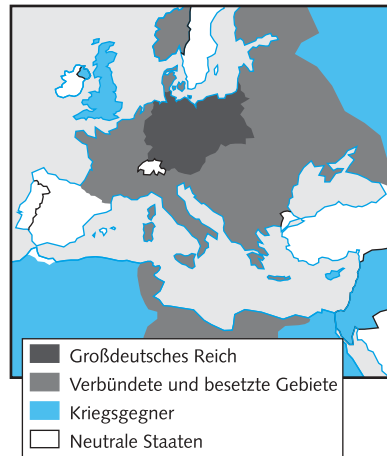 Großdeutsches Reich
Verbündete und besetzte Gebiete
Kriegsgegner
Neutrale Staaten